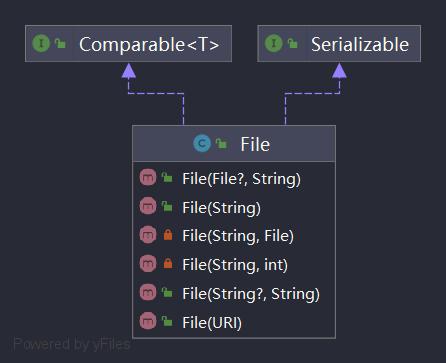 I Comparable<T>
I Serializable
C File
m File(File?, String)
m File(String)
m File(String, File)
m File(String, int)
m File(String?, String)
m File(URI)
Powered by yFiles